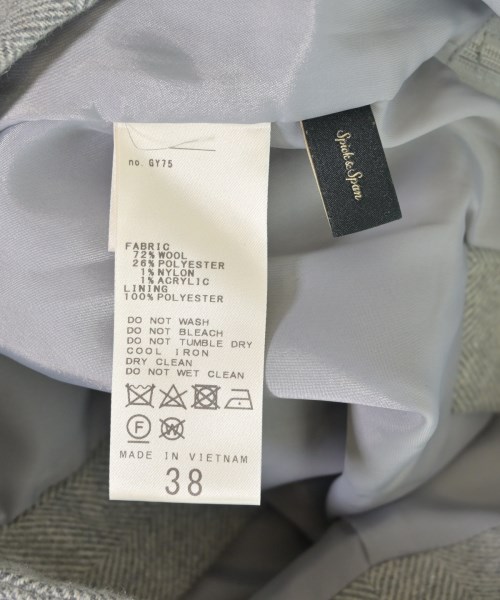 no. GY75
Spick & Span
FABRIC
72% WOOL
26% POLYESTER
1% NYLON
1% ACRYLIC
LINING
100% POLYESTER
DO NOT WASH
DO NOT BLEACH
DO NOT TUMBLE DRY
COOL IRON
DRY CLEAN
DO NOT WET CLEAN
F W
MADE IN VIETNAM
38